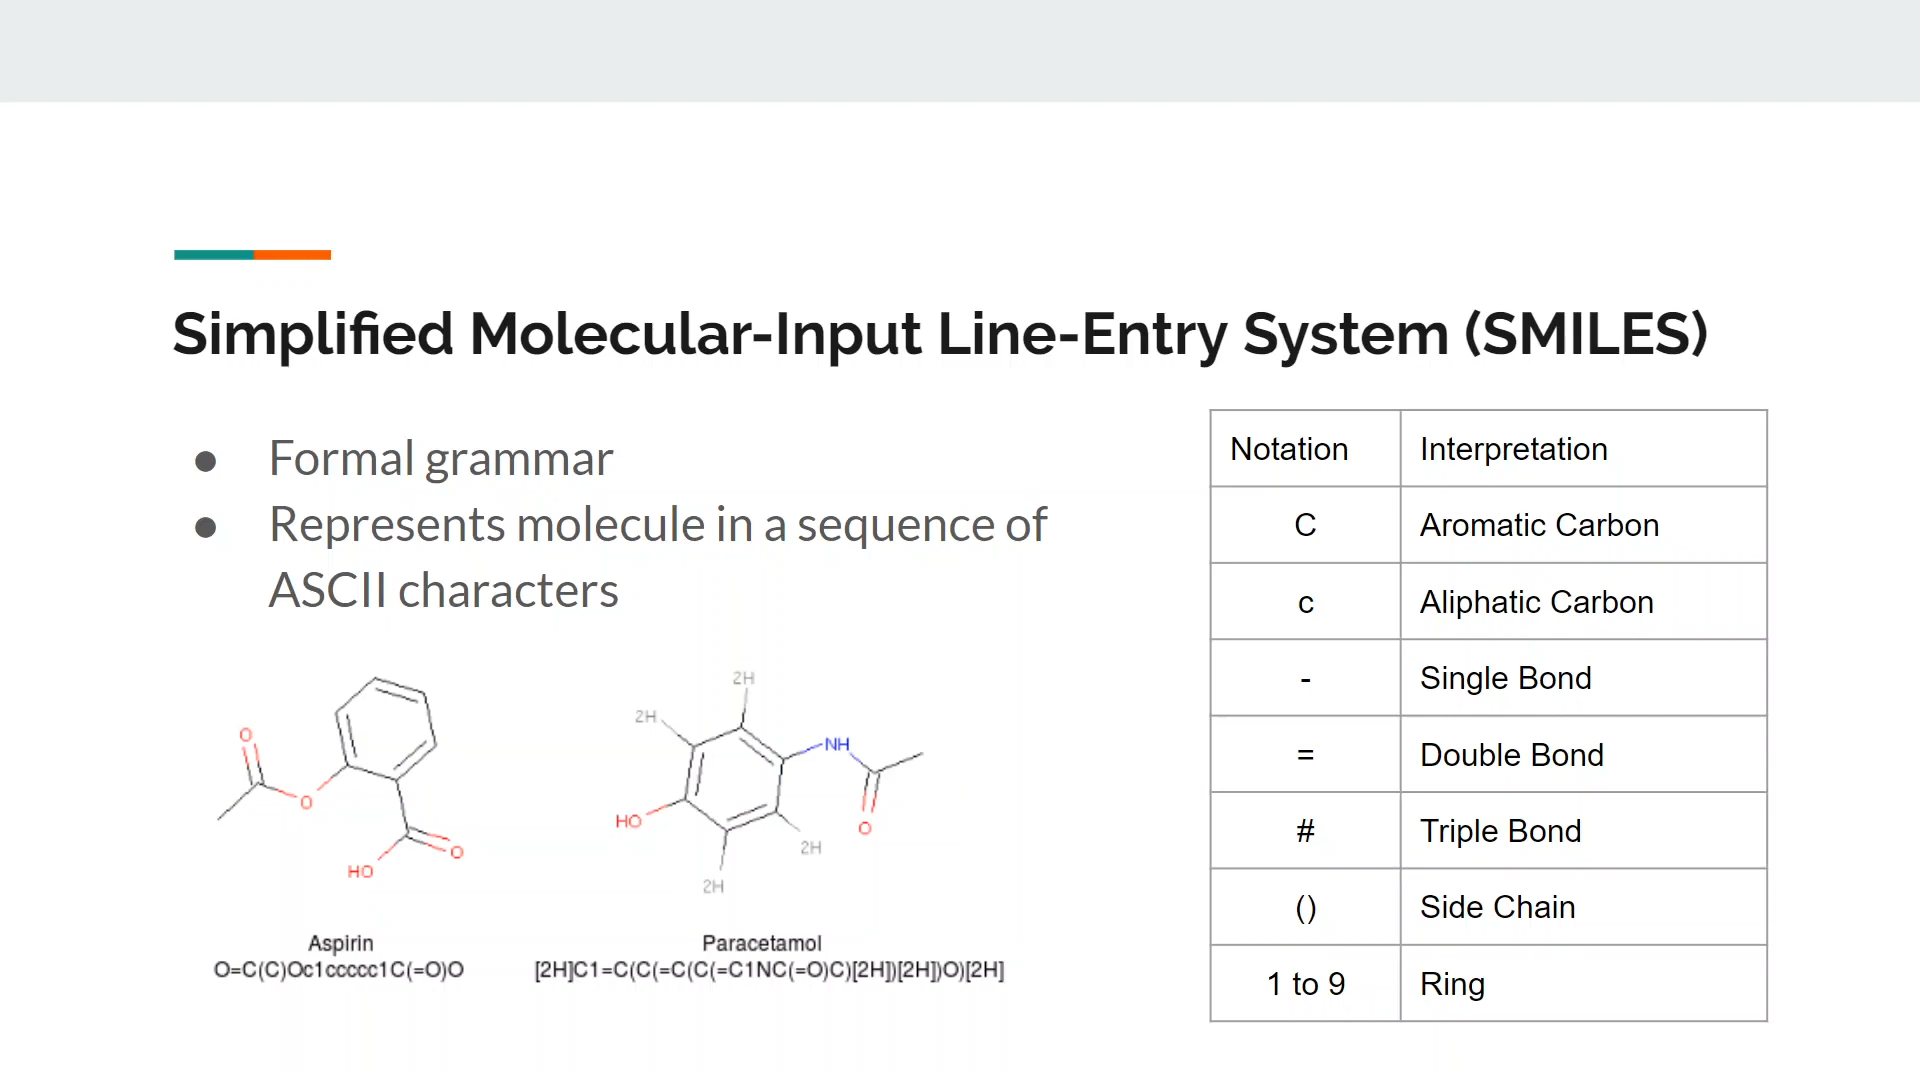 Simplified Molecular-Input Line-Entry System (SMILES)
● Formal grammar
● Represents molecule in a sequence of
ASCII characters
O
O
HO
O
Aspirin
O=C(C)Oc1ccccc1C(=O)O
2H
2H
NH
HO
O
2H
2H
Paracetamol
[2H]C1=C(C(=C(C(=C1NC(=O)C)[2H])[2H])O)[2H]
Notation Interpretation
C Aromatic Carbon
c Aliphatic Carbon
- Single Bond
= Double Bond
# Triple Bond
() Side Chain
1 to 9 Ring